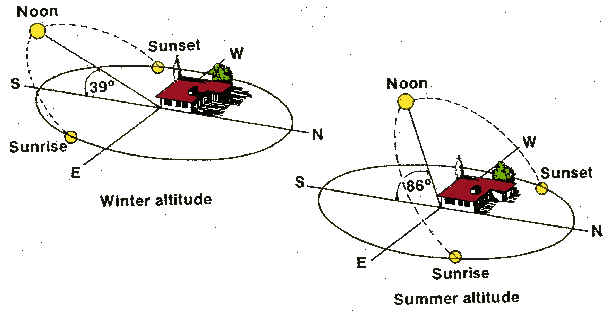 Noon
Sunset
W
S
39°
N
Sunrise
E
Winter altitude
Noon
W
S
86°
Sunset
N
E
Sunrise
Summer altitude